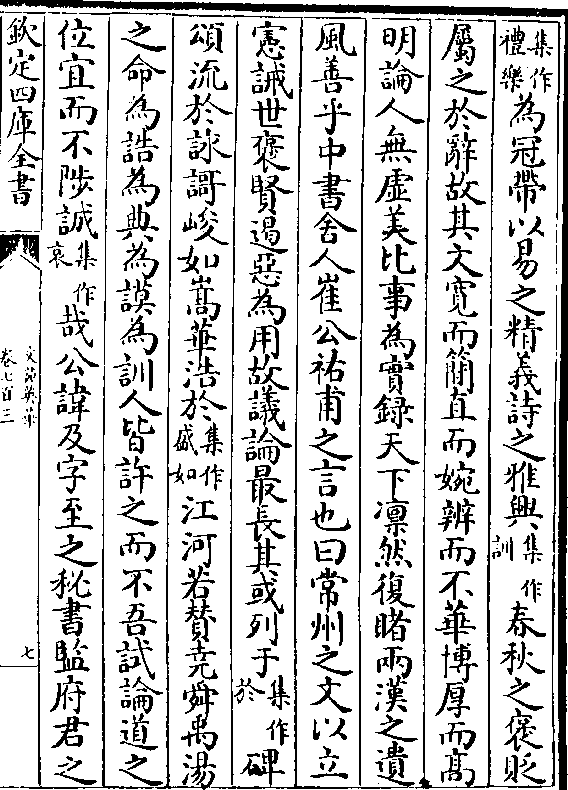 集作禮樂為冠帶以易之精義詩之雅興集作訓春秋之褒貶
屬之於辭故其文寛而簡直而婉辨而不華博厚而髙
明論人無虛美比事為實録天下凛然復睹兩漢之遺
風善乎中書舍人崔公祐甫之言也曰常州之文以立
憲誡世褒賢遏惡為用故議論最長其或列于集作於碑
頌流於詠謌峻如嵩華浩於集作盛如江河若賛堯舜禹湯
之命為誥為典為謨為訓人皆許之而不吾試論道之
位宜而不陟誠集作哀哉公諱及字至之秘書監府君之
欽定四庫全書
文苑英華
卷七百三
七